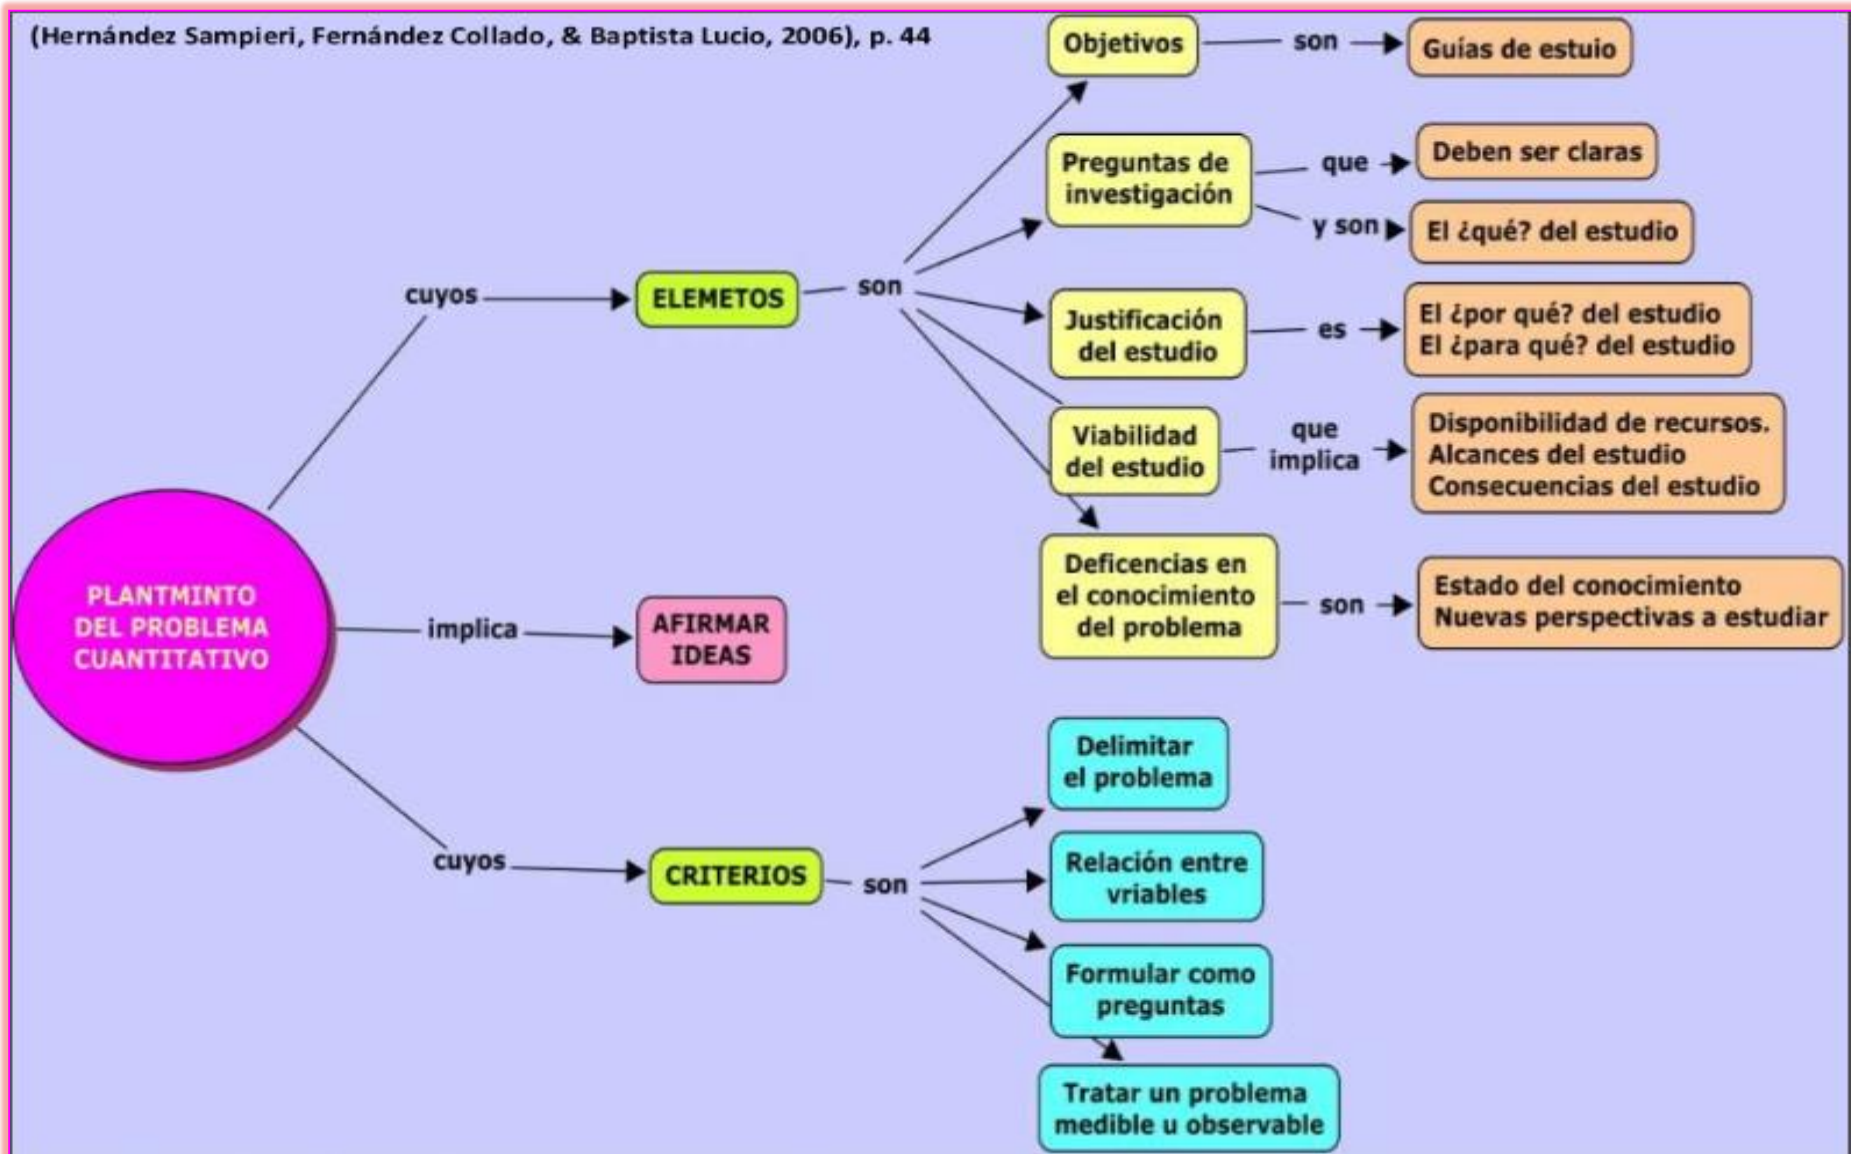 (Hernández Sampieri, Fernández Collado, & Baptista Lucio, 2006), p. 44
PLANTMINTO
DEL PROBLEMA
CUANTITATIVO
cuyos
ELEMETOS
son
Objetivos
son
Guías de estuio
Preguntas de
investigación
que
Deben ser claras
y son
El ¿qué? del estudio
Justificación
del estudio
es
El ¿por qué? del estudio
El ¿para qué? del estudio
Viabilidad
del estudio
que
implica
Disponibilidad de recursos.
Alcances del estudio
Consecuencias del estudio
Deficencias en
el conocimiento
del problema
son
Estado del conocimiento
Nuevas perspectivas a estudiar
implica
AFIRMAR
IDEAS
cuyos
CRITERIOS
son
Delimitar
el problema
Relación entre
vriables
Formular como
preguntas
Tratar un problema
medible u observable